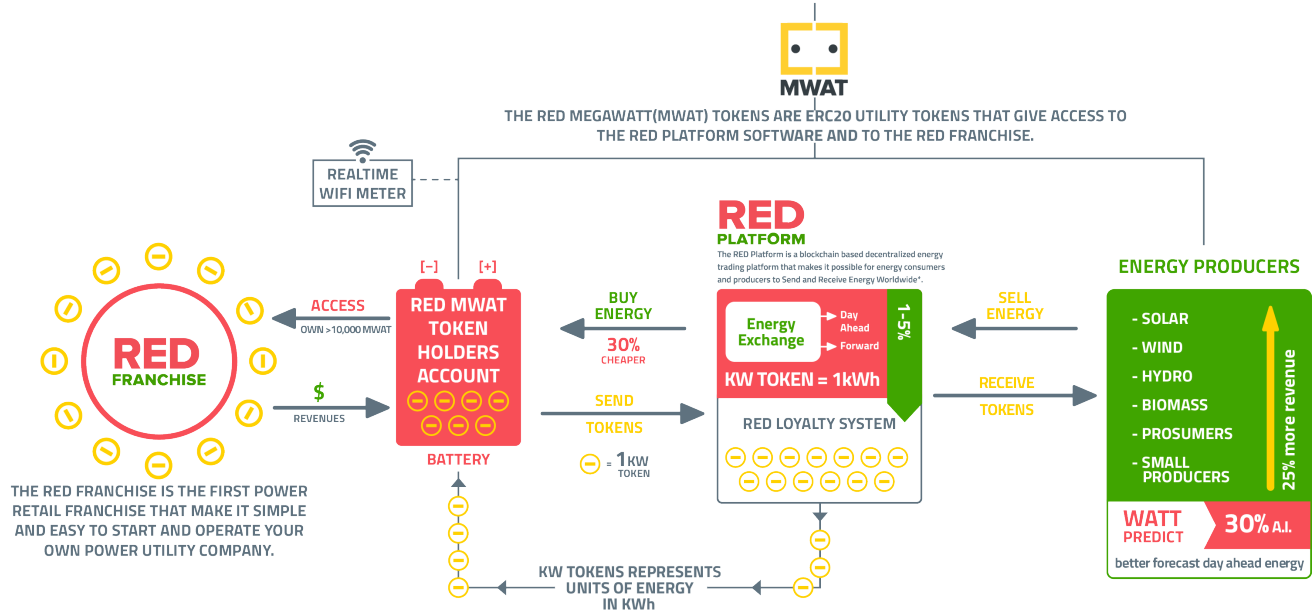 MWAT
THE RED MEGAWATT(MWAT) TOKENS ARE ERC20 UTILITY TOKENS THAT GIVE ACCESS TO
THE RED PLATFORM SOFTWARE AND TO THE RED FRANCHISE.
REALTIME
WIFI METER
RED
FRANCHISE
THE RED FRANCHISE IS THE FIRST POWER
RETAIL FRANCHISE THAT MAKE IT SIMPLE
AND EASY TO START AND OPERATE YOUR
OWN POWER UTILITY COMPANY.
ACCESS
OWN >10,000 MWAT
$
REVENUES
[-]
[+]
RED MWAT
TOKEN
HOLDERS
ACCOUNT
BATTERY
BUY
ENERGY
30%
CHEAPER
SEND
TOKENS
= 1KW
TOKEN
RED
PLATFORM
The RED Platform is a blockchain based decentralized energy
trading platform that makes it possible for energy consumers
and producers to Send and Receive Energy Worldwide*.
Energy
Exchange
Day
Ahead
Forward
1-5%
KW TOKEN = 1kWh
RED LOYALTY SYSTEM
KW TOKENS REPRESENTS
UNITS OF ENERGY
IN KWh
SELL
ENERGY
RECEIVE
TOKENS
ENERGY PRODUCERS
- SOLAR
- WIND
- HYDRO
- BIOMASS
- PROSUMERS
- SMALL
PRODUCERS
25% more revenue
WATT
PREDICT
30% A.I.
better forecast day ahead energy